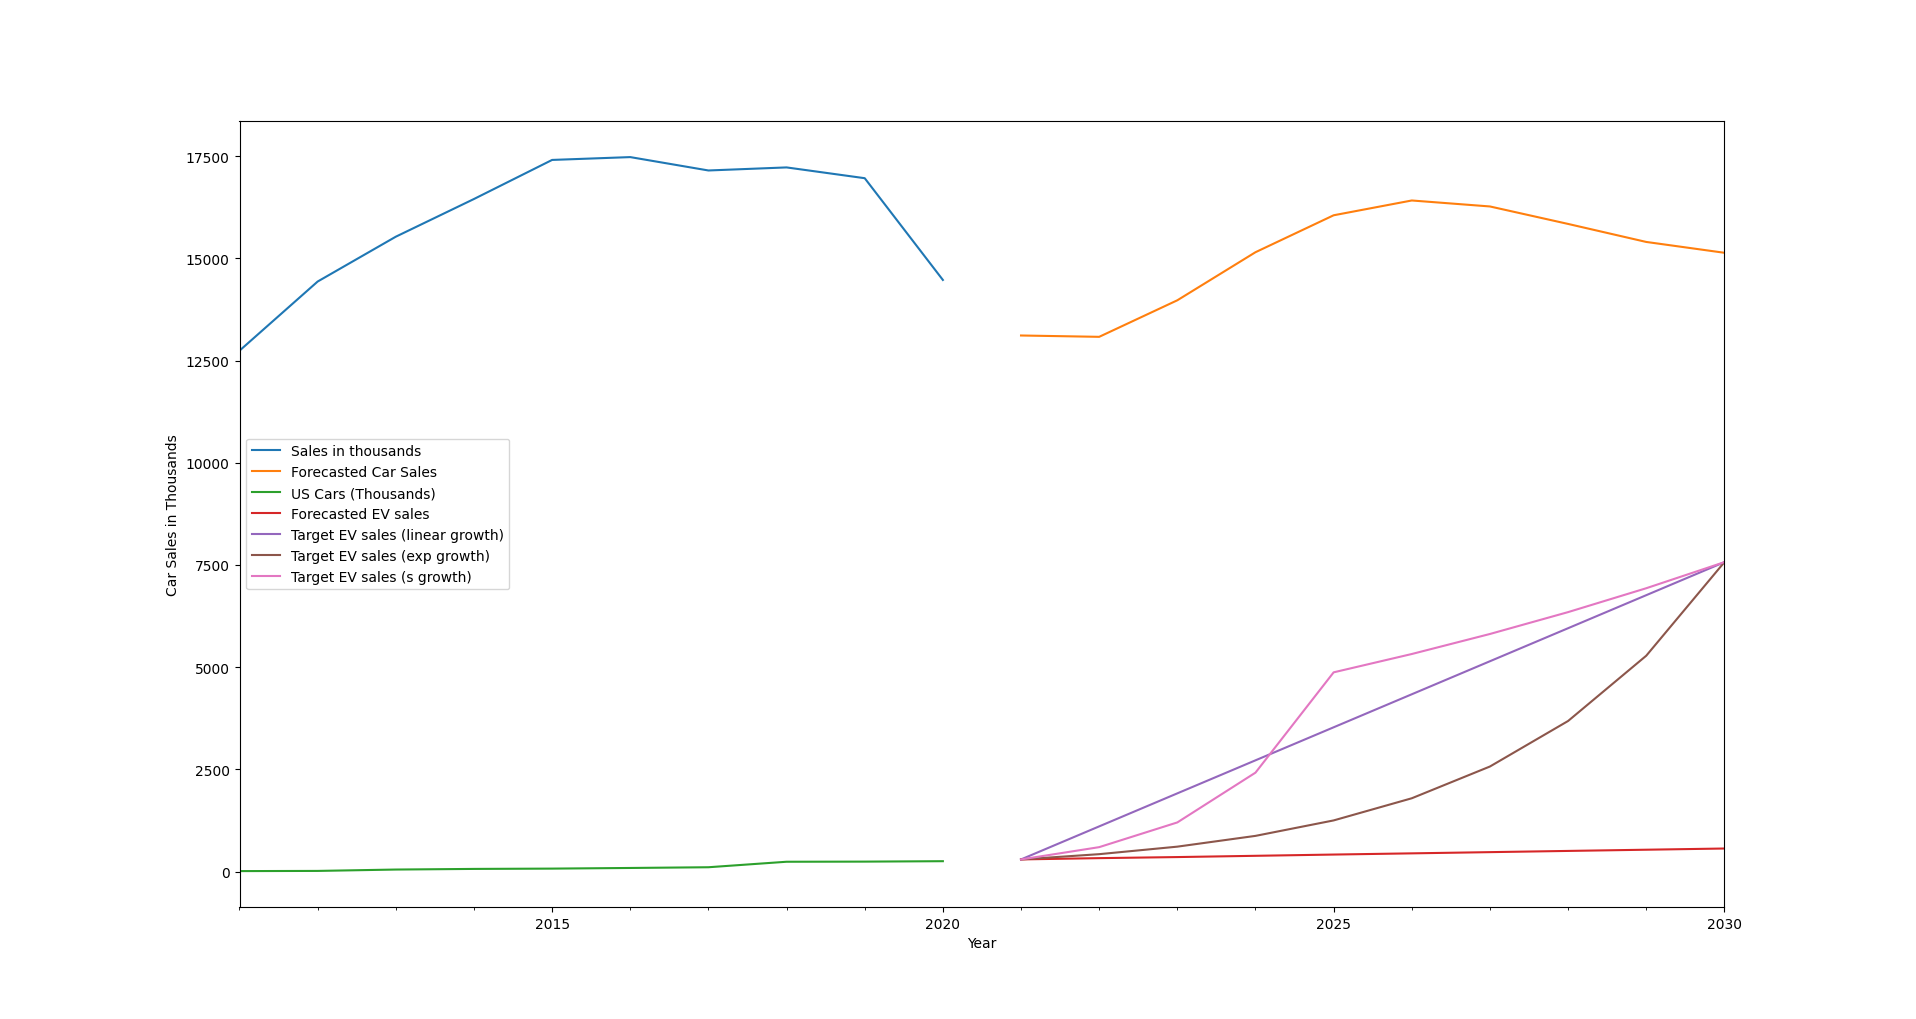 17500
15000
12500
10000
7500
5000
2500
0
Car Sales in Thousands
Sales in thousands
Forecasted Car Sales
US Cars (Thousands)
Forecasted EV sales
Target EV sales (linear growth)
Target EV sales (exp growth)
Target EV sales (s growth)
2015
2020
2025
2030
Year